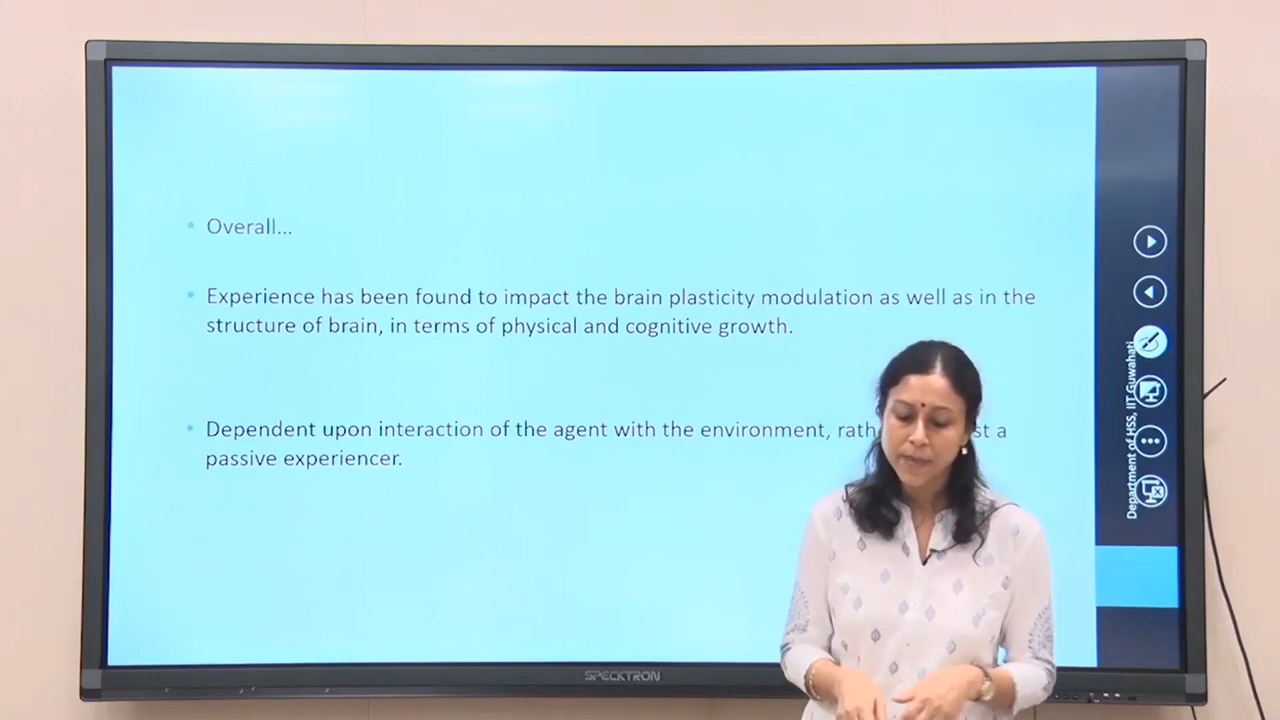 Overall...
Experience has been found to impact the brain plasticity modulation as well as in the
structure of brain, in terms of physical and cognitive growth.
Dependent upon interaction of the agent with the environment, a
passive experiencer.
Department of HSS, IIT Guwahati
SPECKTRON